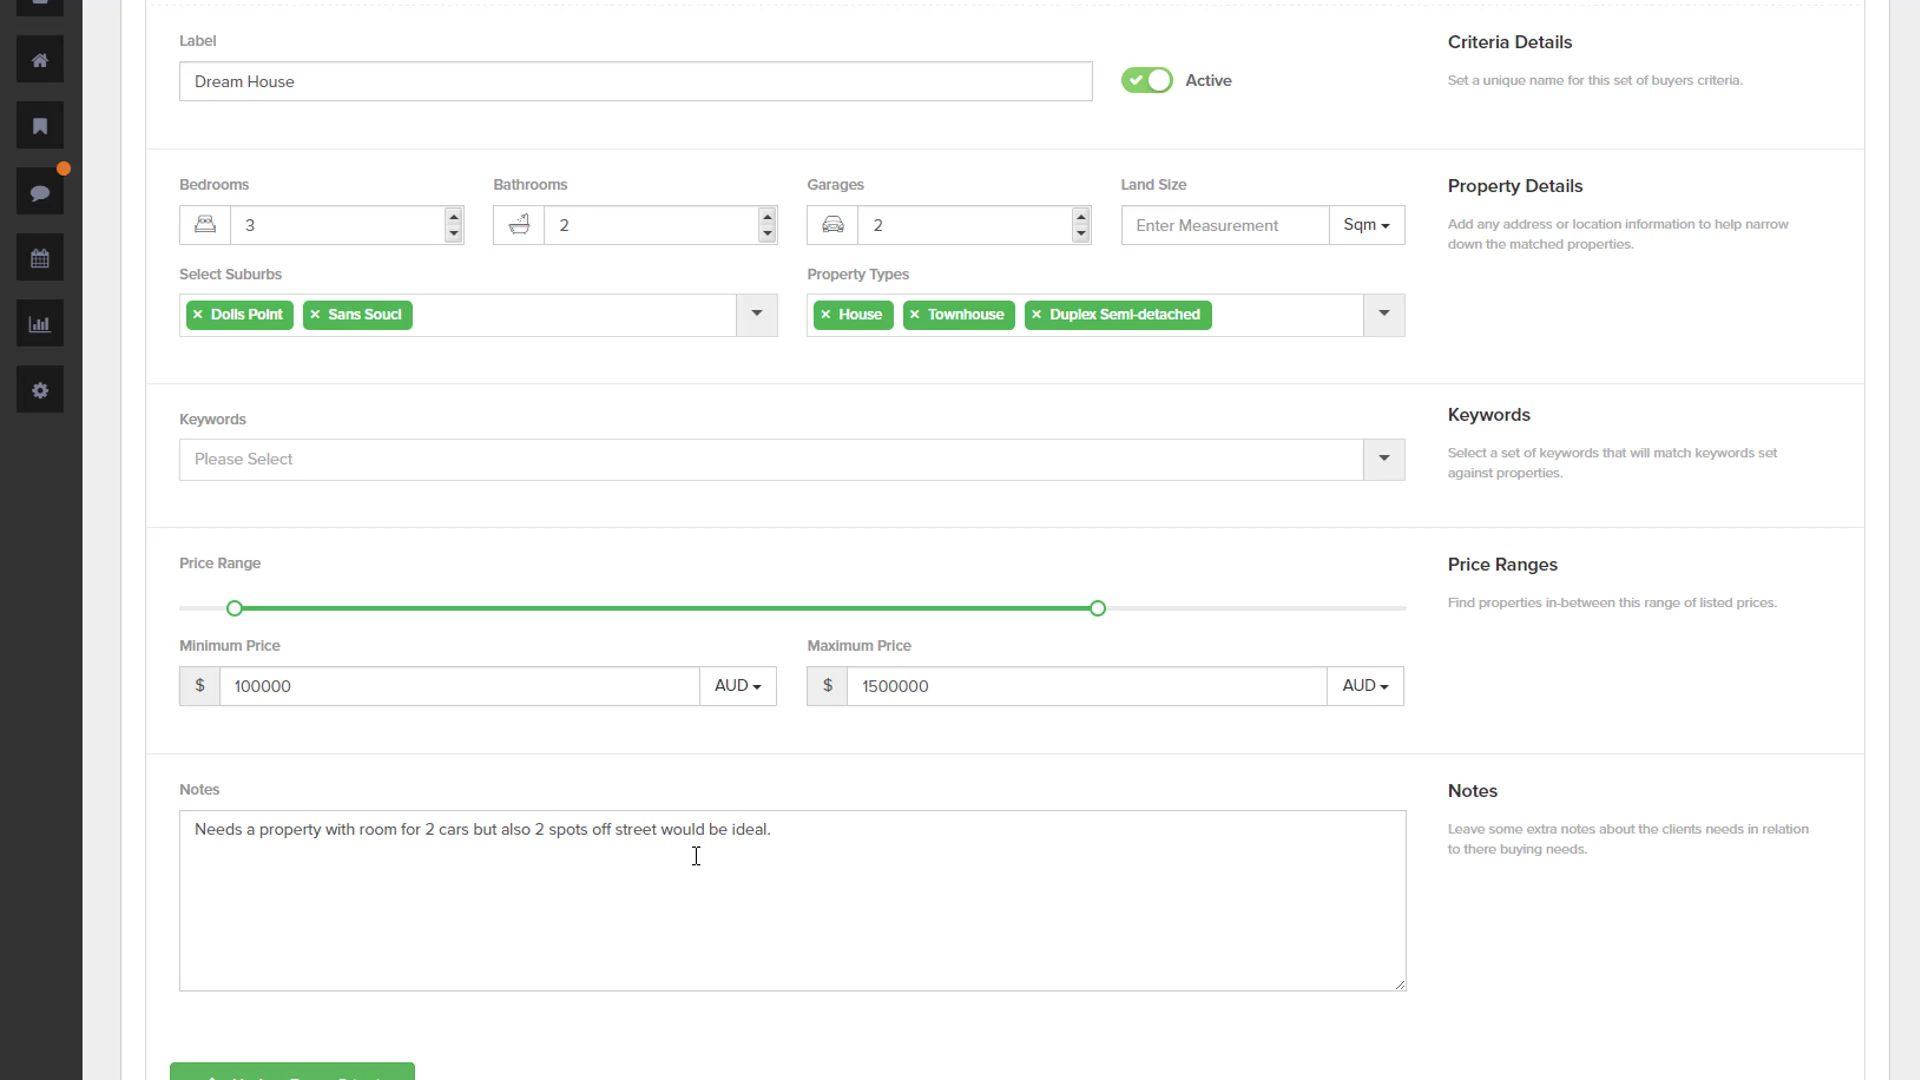 Label
Criteria Details
Dream House
Active
Set a unique name for this set of buyers criteria.
Bedrooms
Bathrooms
Garages
Land Size
Property Details
3
2
2
Enter Measurement
Sqm
Add any address or location information to help narrow
down the matched properties.
Select Suburbs
Property Types
× Dolls Point
× Sans Souci
× House
× Townhouse
× Duplex Semi-detached
Keywords
Keywords
Please Select
Select a set of keywords that will match keywords set
against properties.
Price Range
Price Ranges
Find properties in-between this range of listed prices.
Minimum Price
Maximum Price
$ 100000 AUD
$ 1500000 AUD
Notes
Notes
Needs a property with room for 2 cars but also 2 spots off street would be ideal.
Leave some extra notes about the clients needs in relation
to there buying needs.